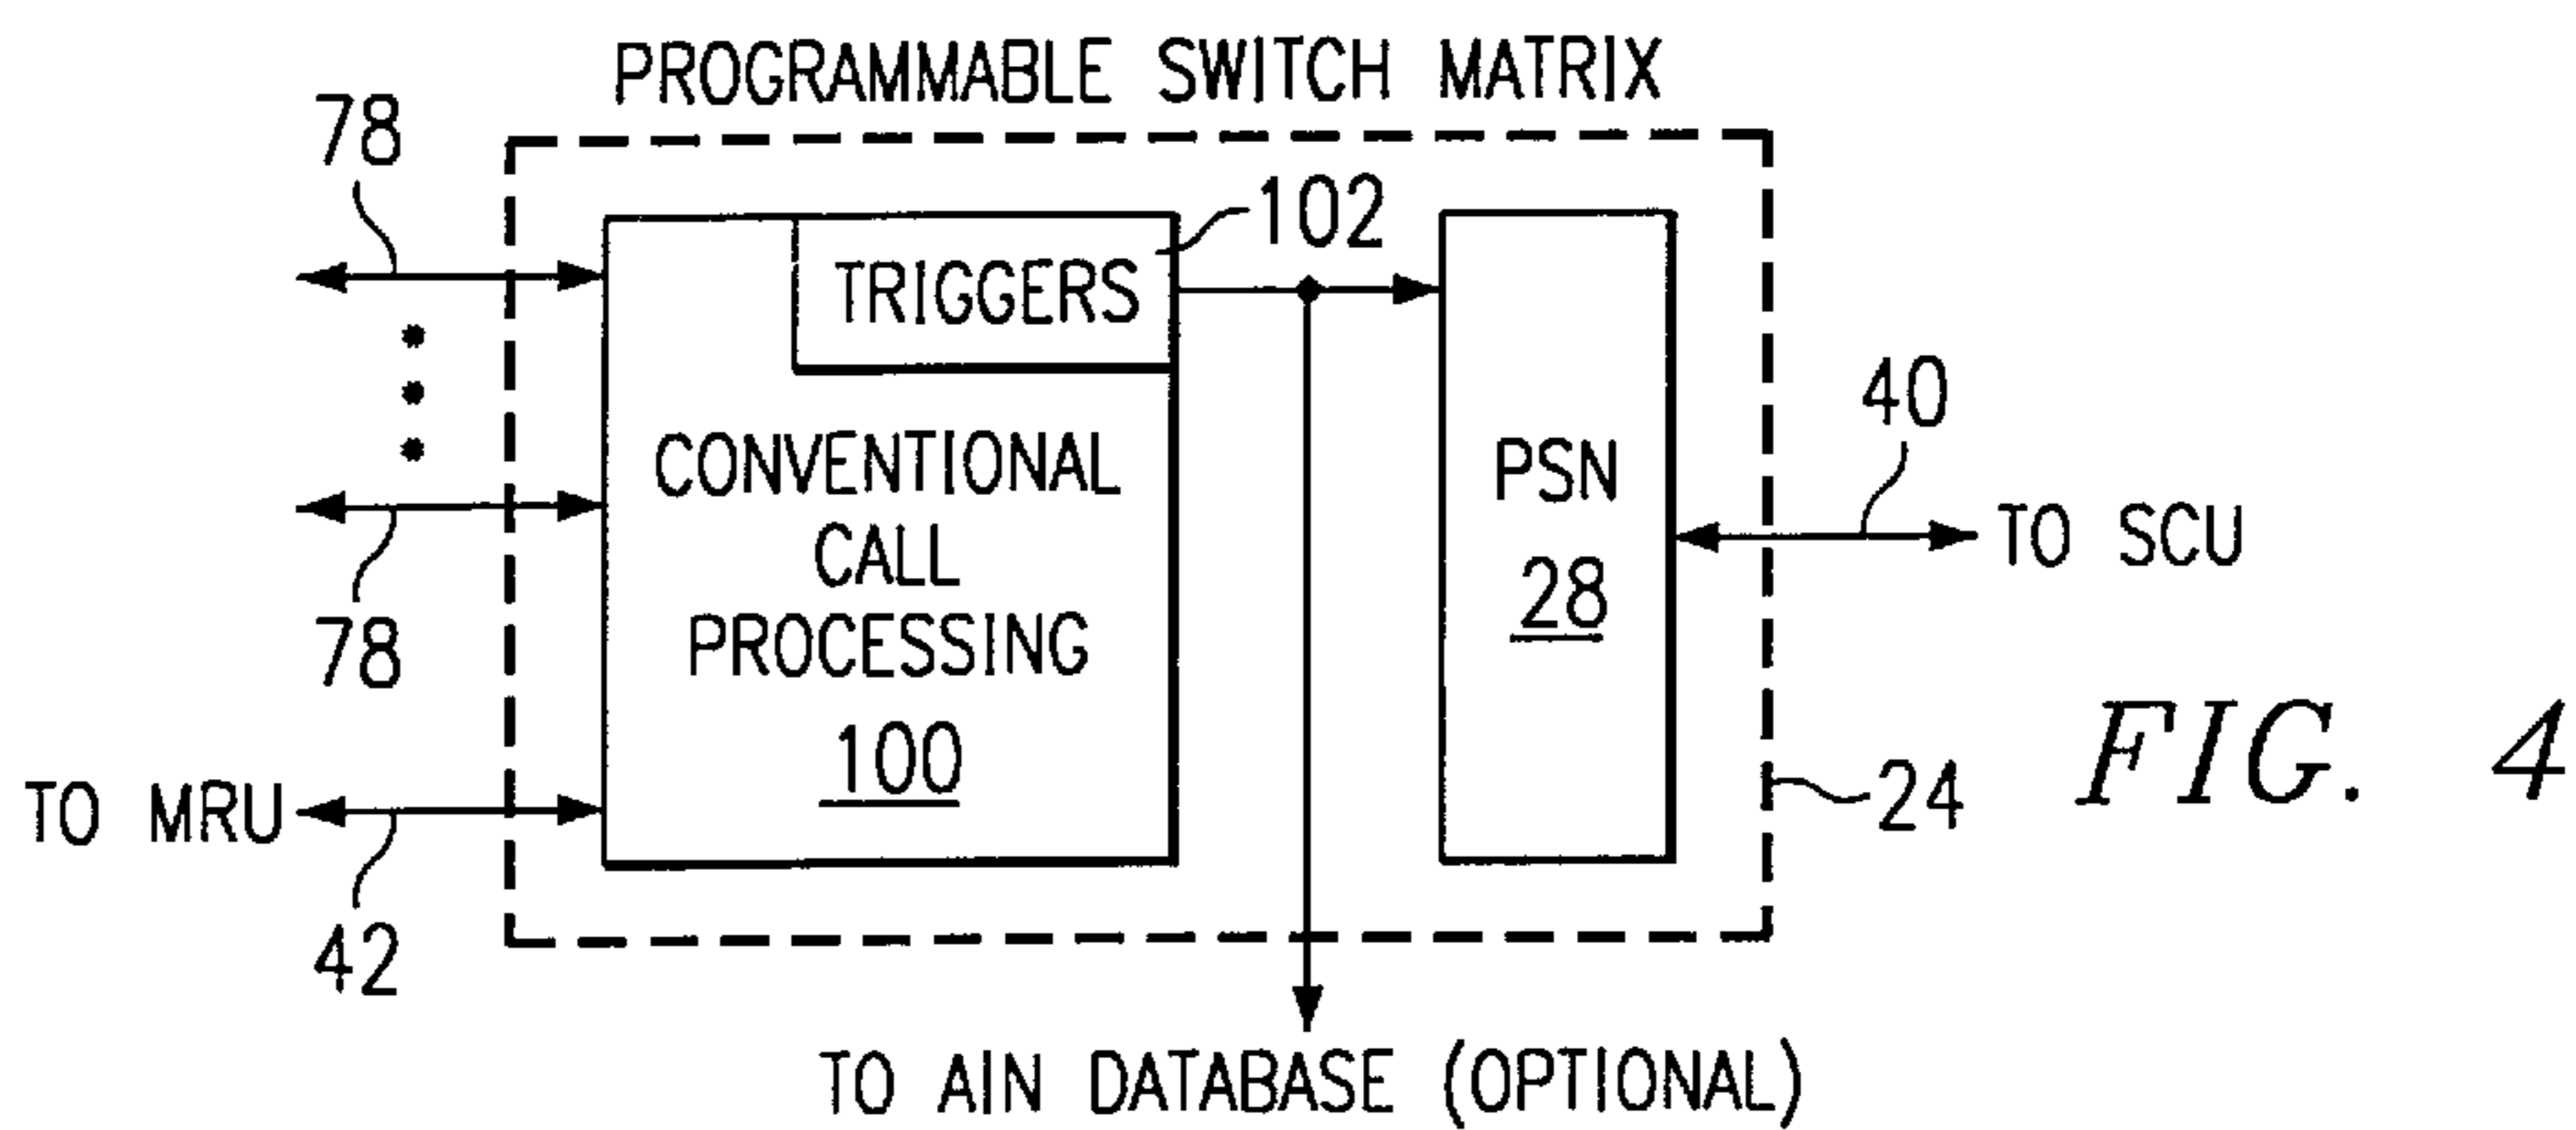 PROGRAMMABLE SWITCH MATRIX
78
102
TRIGGERS
40
CONVENTIONAL
CALL
PROCESSING
100
PSN
28
TO SCU
78
TO MRU
42
24
FIG. 4
TO AIN DATABASE (OPTIONAL)